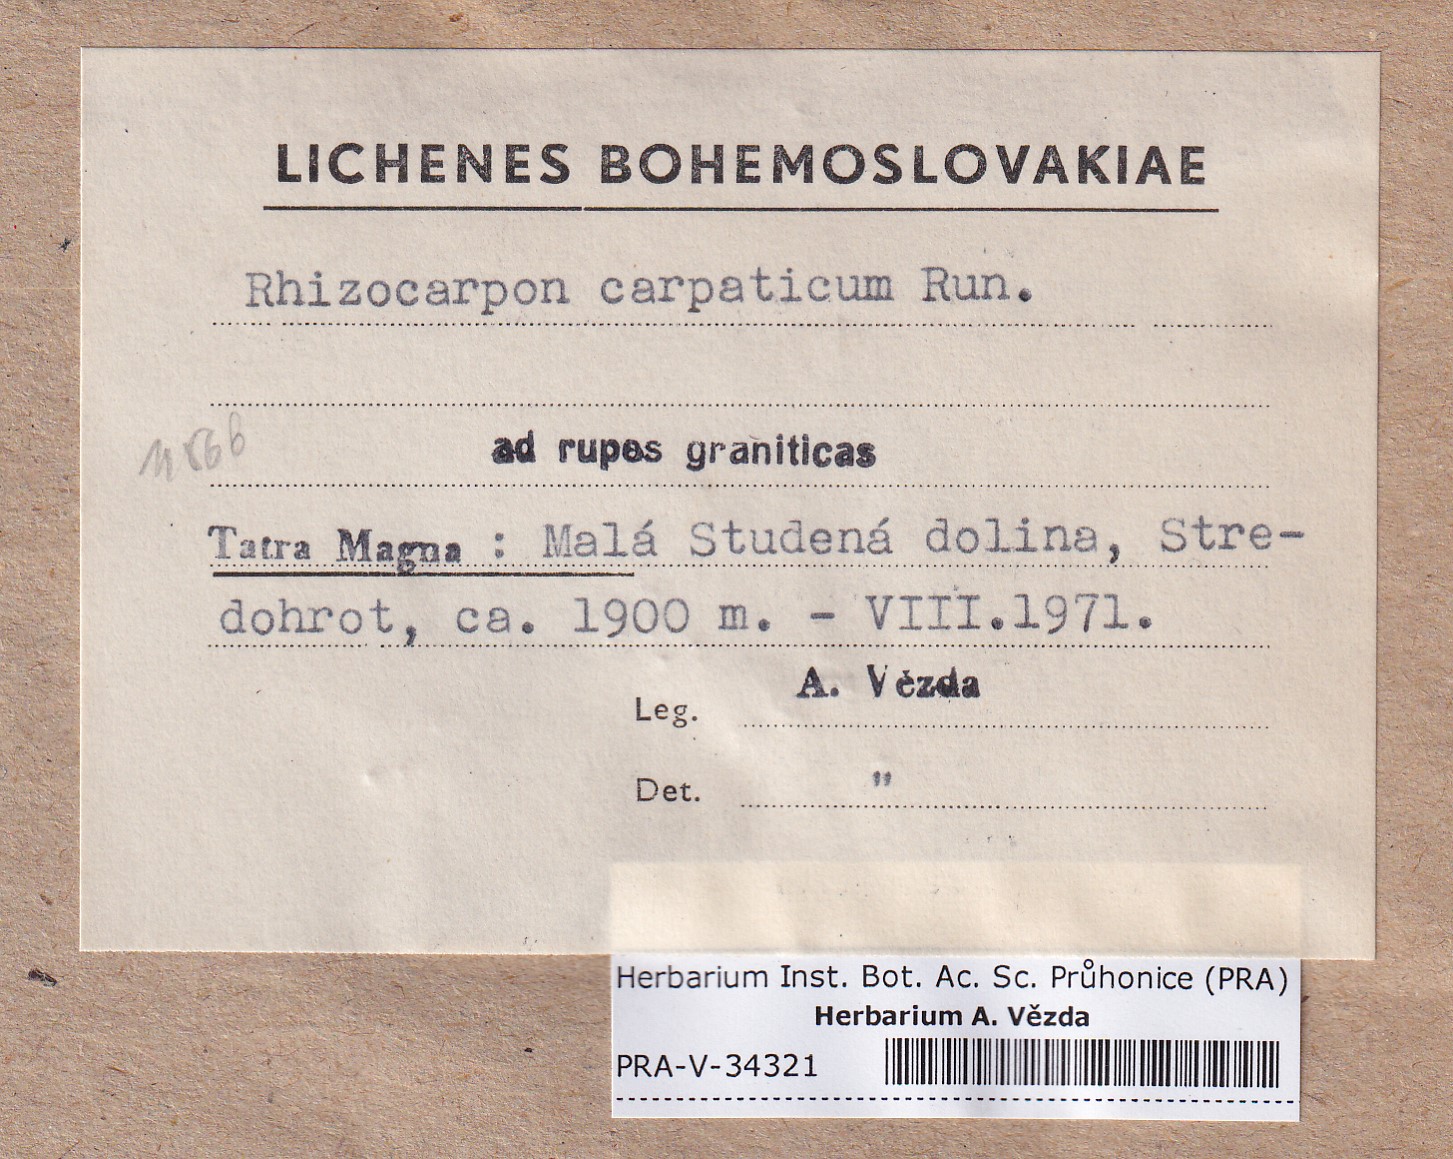 LICHENES BOHEMOSLOVAKIAE
Rhizocarpon carpaticum Run.
ad rupes graniticas
Tatra Magna : Malá Studená dolina, Stre-
dohrot, ca. 1900 m. - VIII.1971.
Leg. A. Vězda
Det. "
Herbarium Inst. Bot. Ac. Sc. Průhonice (PRA)
Herbarium A. Vězda
PRA-V-34321